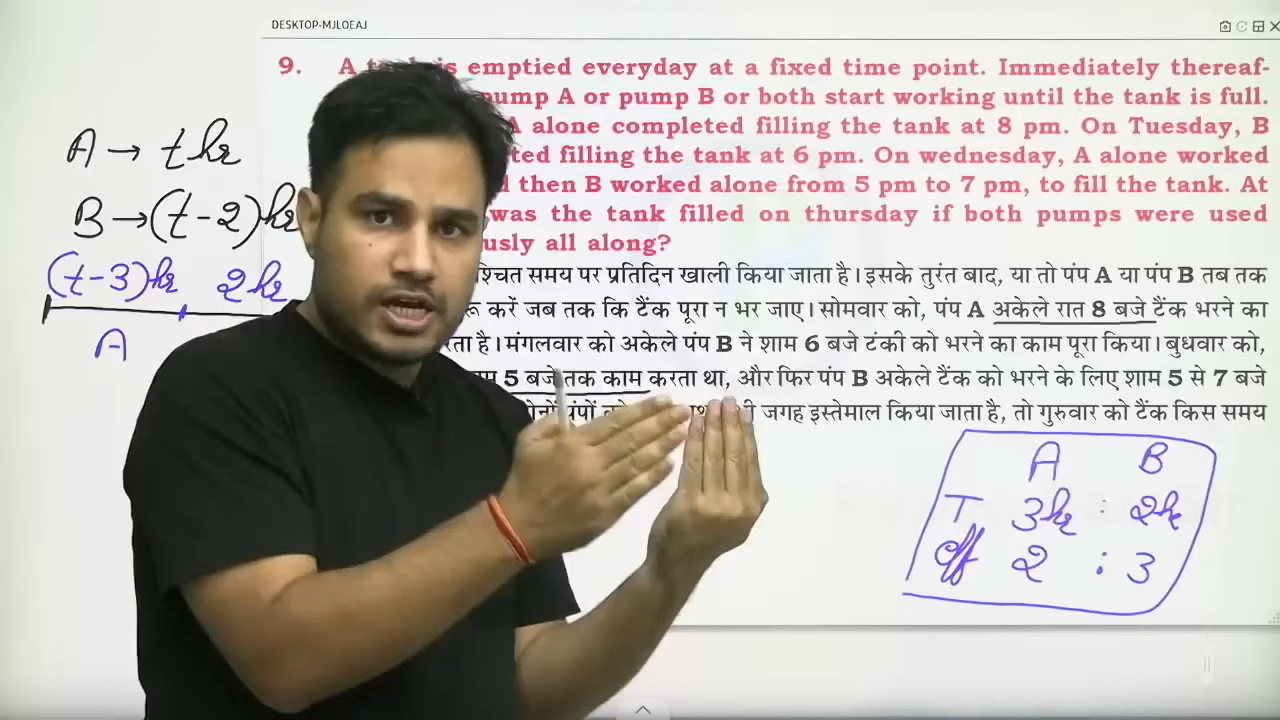 DESKTOP-MJLOEAJ
9. A is emptied everyday at a fixed time point. Immediately thereaf-
pump A or pump B or both start working until the tank is full.
A alone completed filling the tank at 8 pm. On Tuesday, B
ted filling the tank at 6 pm. On wednesday, A alone worked
then B worked alone from 5 pm to 7 pm, to fill the tank. At
was the tank filled on thursday if both pumps were used
usly all along?
श्चित समय पर प्रतिदिन खाली किया जाता है। इसके तुरंत बाद, या तो पंप A या पंप B तब तक
रू करें जब तक कि टैंक पूरा न भर जाए। सोमवार को, पंप A अकेले रात 8 बजे टैंक भरने का
रता है। मंगलवार को अकेले पंप B ने शाम 6 बजे टंकी को भरने का काम पूरा किया। बुधवार को,
5 बजे तक काम करता था, और फिर पंप B अकेले टैंक को भरने के लिए शाम 5 से 7 बजे
पंपों जगह इस्तेमाल किया जाता है, तो गुरुवार को टैंक किस समय
A → t hr
B → (t-2) hr
(t-3) hr 2 hr
A
A B
T 3hr : 2hr
eff 2 : 3